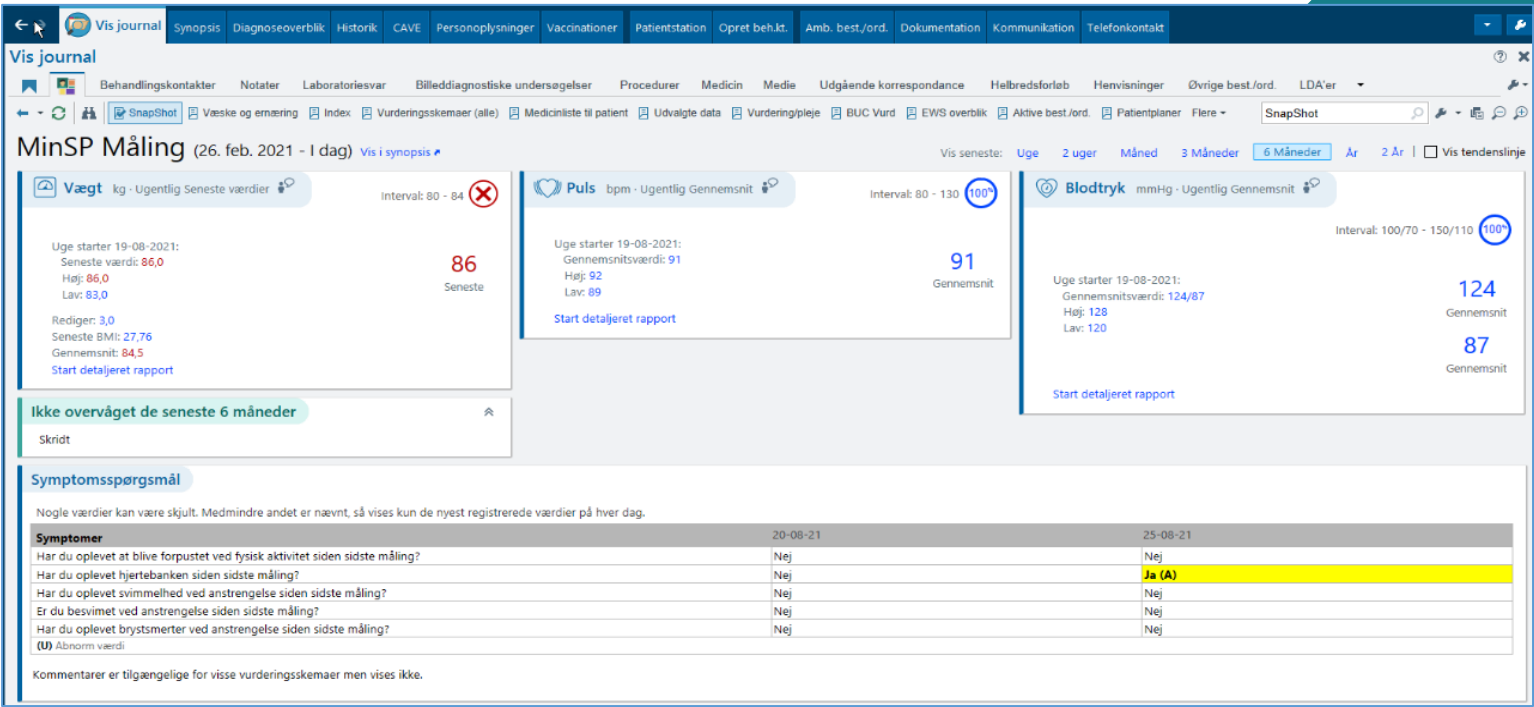 Vis journal Synopsis Diagnoseoverblik Historik CAVE Personoplysninger Vaccinationer Patientstation Opret beh.kt. Amb. best./ord. Dokumentation Kommunikation Telefonkontakt
Vis journal
Behandlingskontakter Notater Laboratoriesvar Billeddiagnostiske undersøgelser Procedurer Medicin Medie Udgående korrespondance Helbredsforløb Henvisninger Øvrige best./ord. LDA'er
SnapShot Væske og ernæring Index Vurderingsskemaer (alle) Medicinliste til patient Udvalgte data Vurdering/pleje BUC Vurd EWS overblik Aktive best./ord. Patientplaner Flere SnapShot
MinSP Måling (26. feb. 2021 - I dag) Vis i synopsis
Vis seneste: Uge 2 uger Måned 3 Måneder 6 Måneder År 2 År | Vis tendenslinje
Vægt kg · Ugentlig Seneste værdier
Interval: 80 - 84
Uge starter 19-08-2021:
Seneste værdi: 86,0
Høj: 86,0
Lav: 83,0
Rediger: 3,0
Seneste BMI: 27,76
Gennemsnit: 84,5
Start detaljeret rapport
86
Seneste
Puls bpm · Ugentlig Gennemsnit
Interval: 80 - 130 100%
Uge starter 19-08-2021:
Gennemsnitsværdi: 91
Høj: 92
Lav: 89
Start detaljeret rapport
91
Gennemsnit
Blodtryk mmHg · Ugentlig Gennemsnit
Interval: 100/70 - 150/110 100%
Uge starter 19-08-2021:
Gennemsnitsværdi: 124/87
Høj: 128
Lav: 120
124
Gennemsnit
87
Gennemsnit
Start detaljeret rapport
Ikke overvåget de seneste 6 måneder
Skridt
Symptomsspørgsmål
Nogle værdier kan være skjult. Medmindre andet er nævnt, så vises kun de nyest registrerede værdier på hver dag.
Symptomer 20-08-21 25-08-21
Har du oplevet at blive forpustet ved fysisk aktivitet siden sidste måling? Nej Nej
Har du oplevet hjertebanken siden sidste måling? Nej Ja (A)
Har du oplevet svimmelhed ved anstrengelse siden sidste måling? Nej Nej
Er du besvimet ved anstrengelse siden sidste måling? Nej Nej
Har du oplevet brystsmerter ved anstrengelse siden sidste måling? Nej Nej
(U) Abnorm værdi
Kommentarer er tilgængelige for visse vurderingsskemaer men vises ikke.